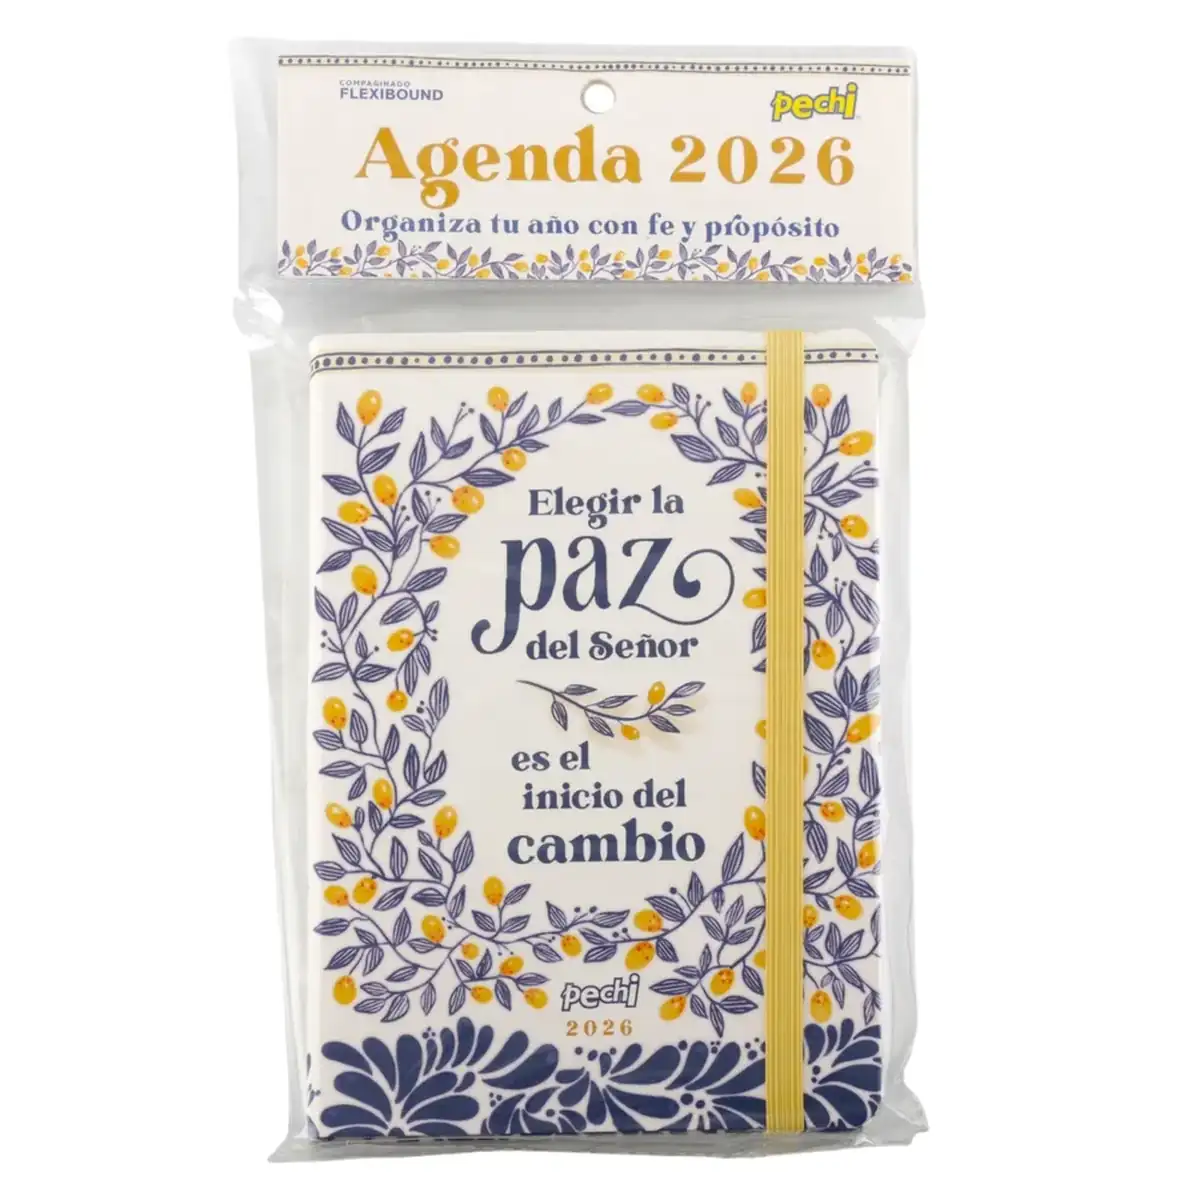 COMPAGINADO
FLEXIBOUND
pechi
Agenda 2026
Organiza tu año con fe y propósito
Elegir la
paz
del Señor
es el
inicio del
cambio
pechi
2026